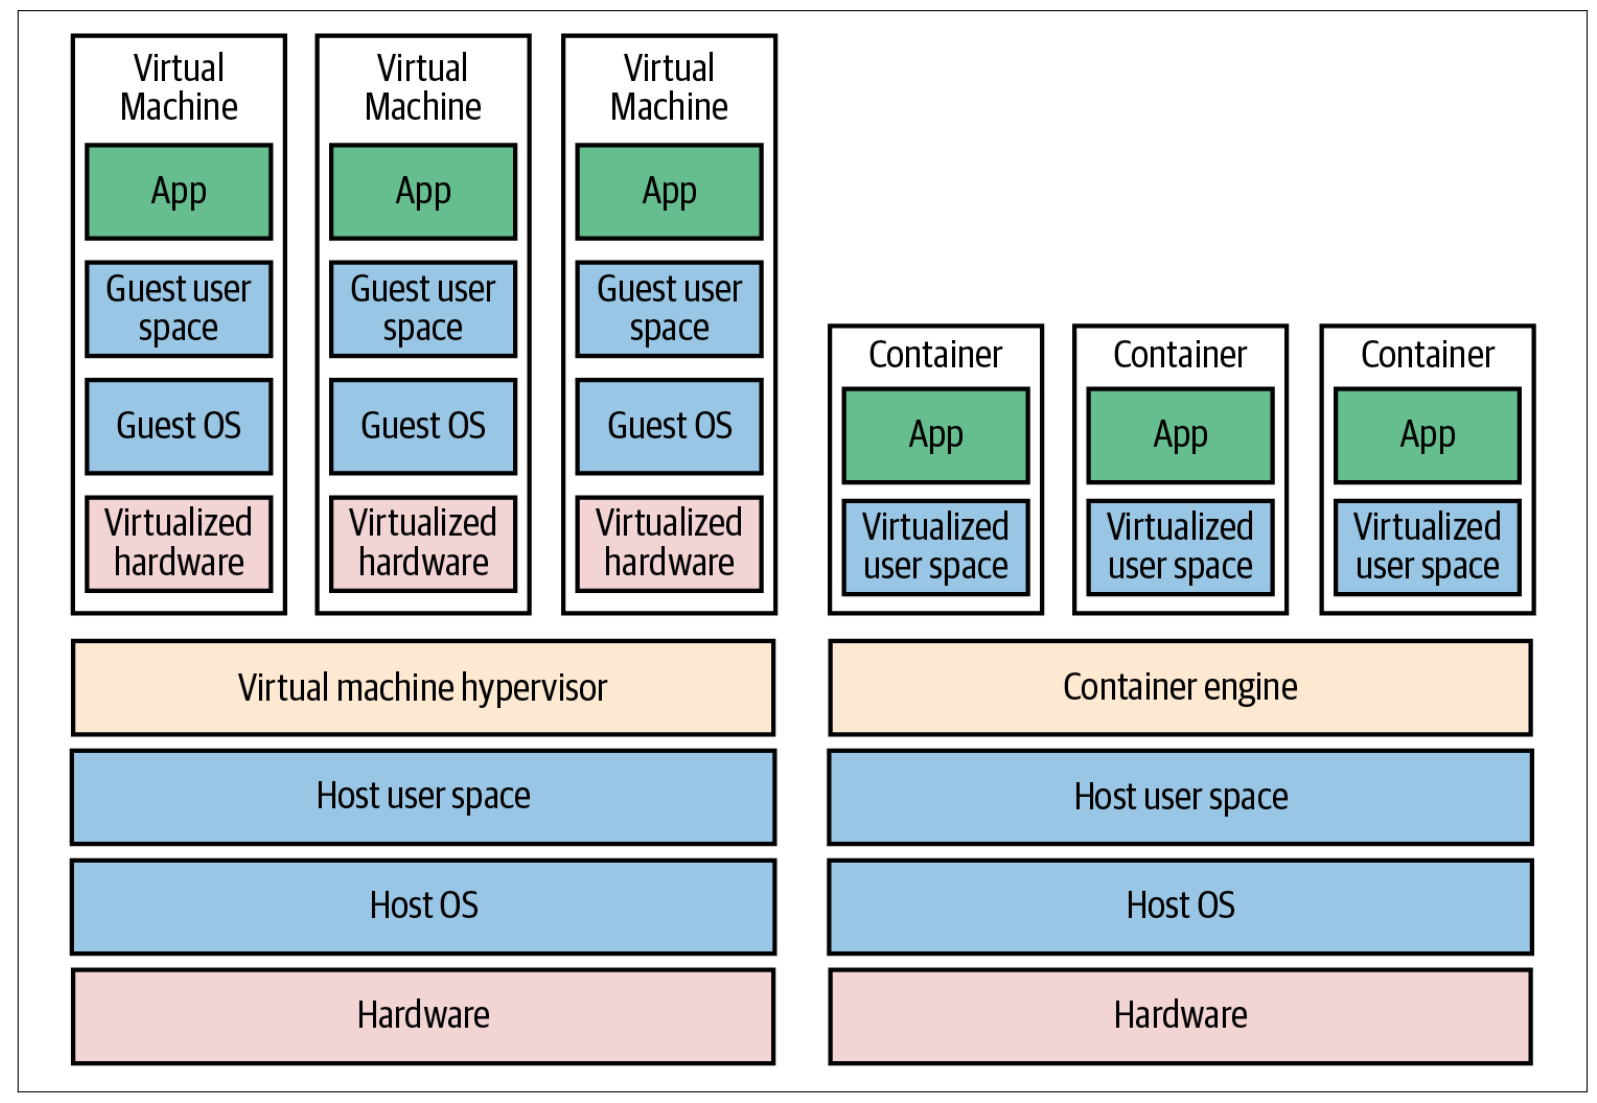 Virtual
Machine
App
Guest user
space
Guest OS
Virtualized
hardware
Virtual
Machine
App
Guest user
space
Guest OS
Virtualized
hardware
Virtual
Machine
App
Guest user
space
Guest OS
Virtualized
hardware
Virtual machine hypervisor
Host user space
Host OS
Hardware
Container
App
Virtualized
user space
Container
App
Virtualized
user space
Container
App
Virtualized
user space
Container engine
Host user space
Host OS
Hardware